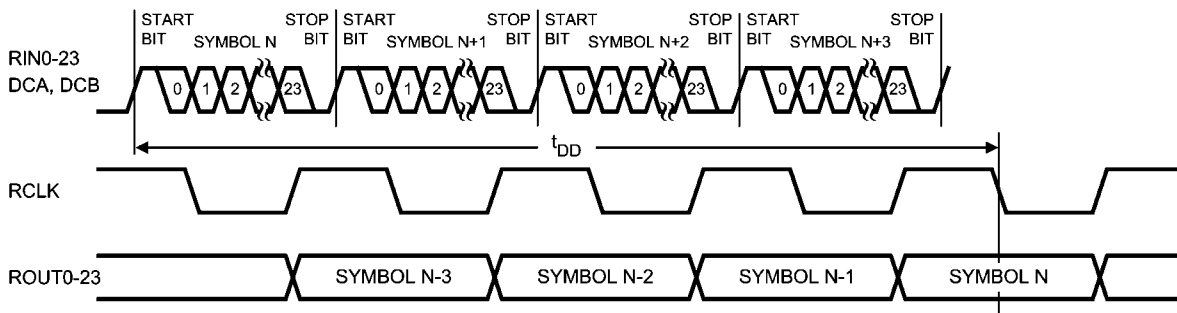 START STOP START STOP START STOP START STOP
BIT SYMBOL N BIT BIT SYMBOL N+1 BIT BIT SYMBOL N+2 BIT BIT SYMBOL N+3 BIT
RIN0-23
DCA, DCB
0 1 2 23 0 1 2 23 0 1 2 23 0 1 2 23
tDD
RCLK
ROUT0-23 SYMBOL N-3 SYMBOL N-2 SYMBOL N-1 SYMBOL N